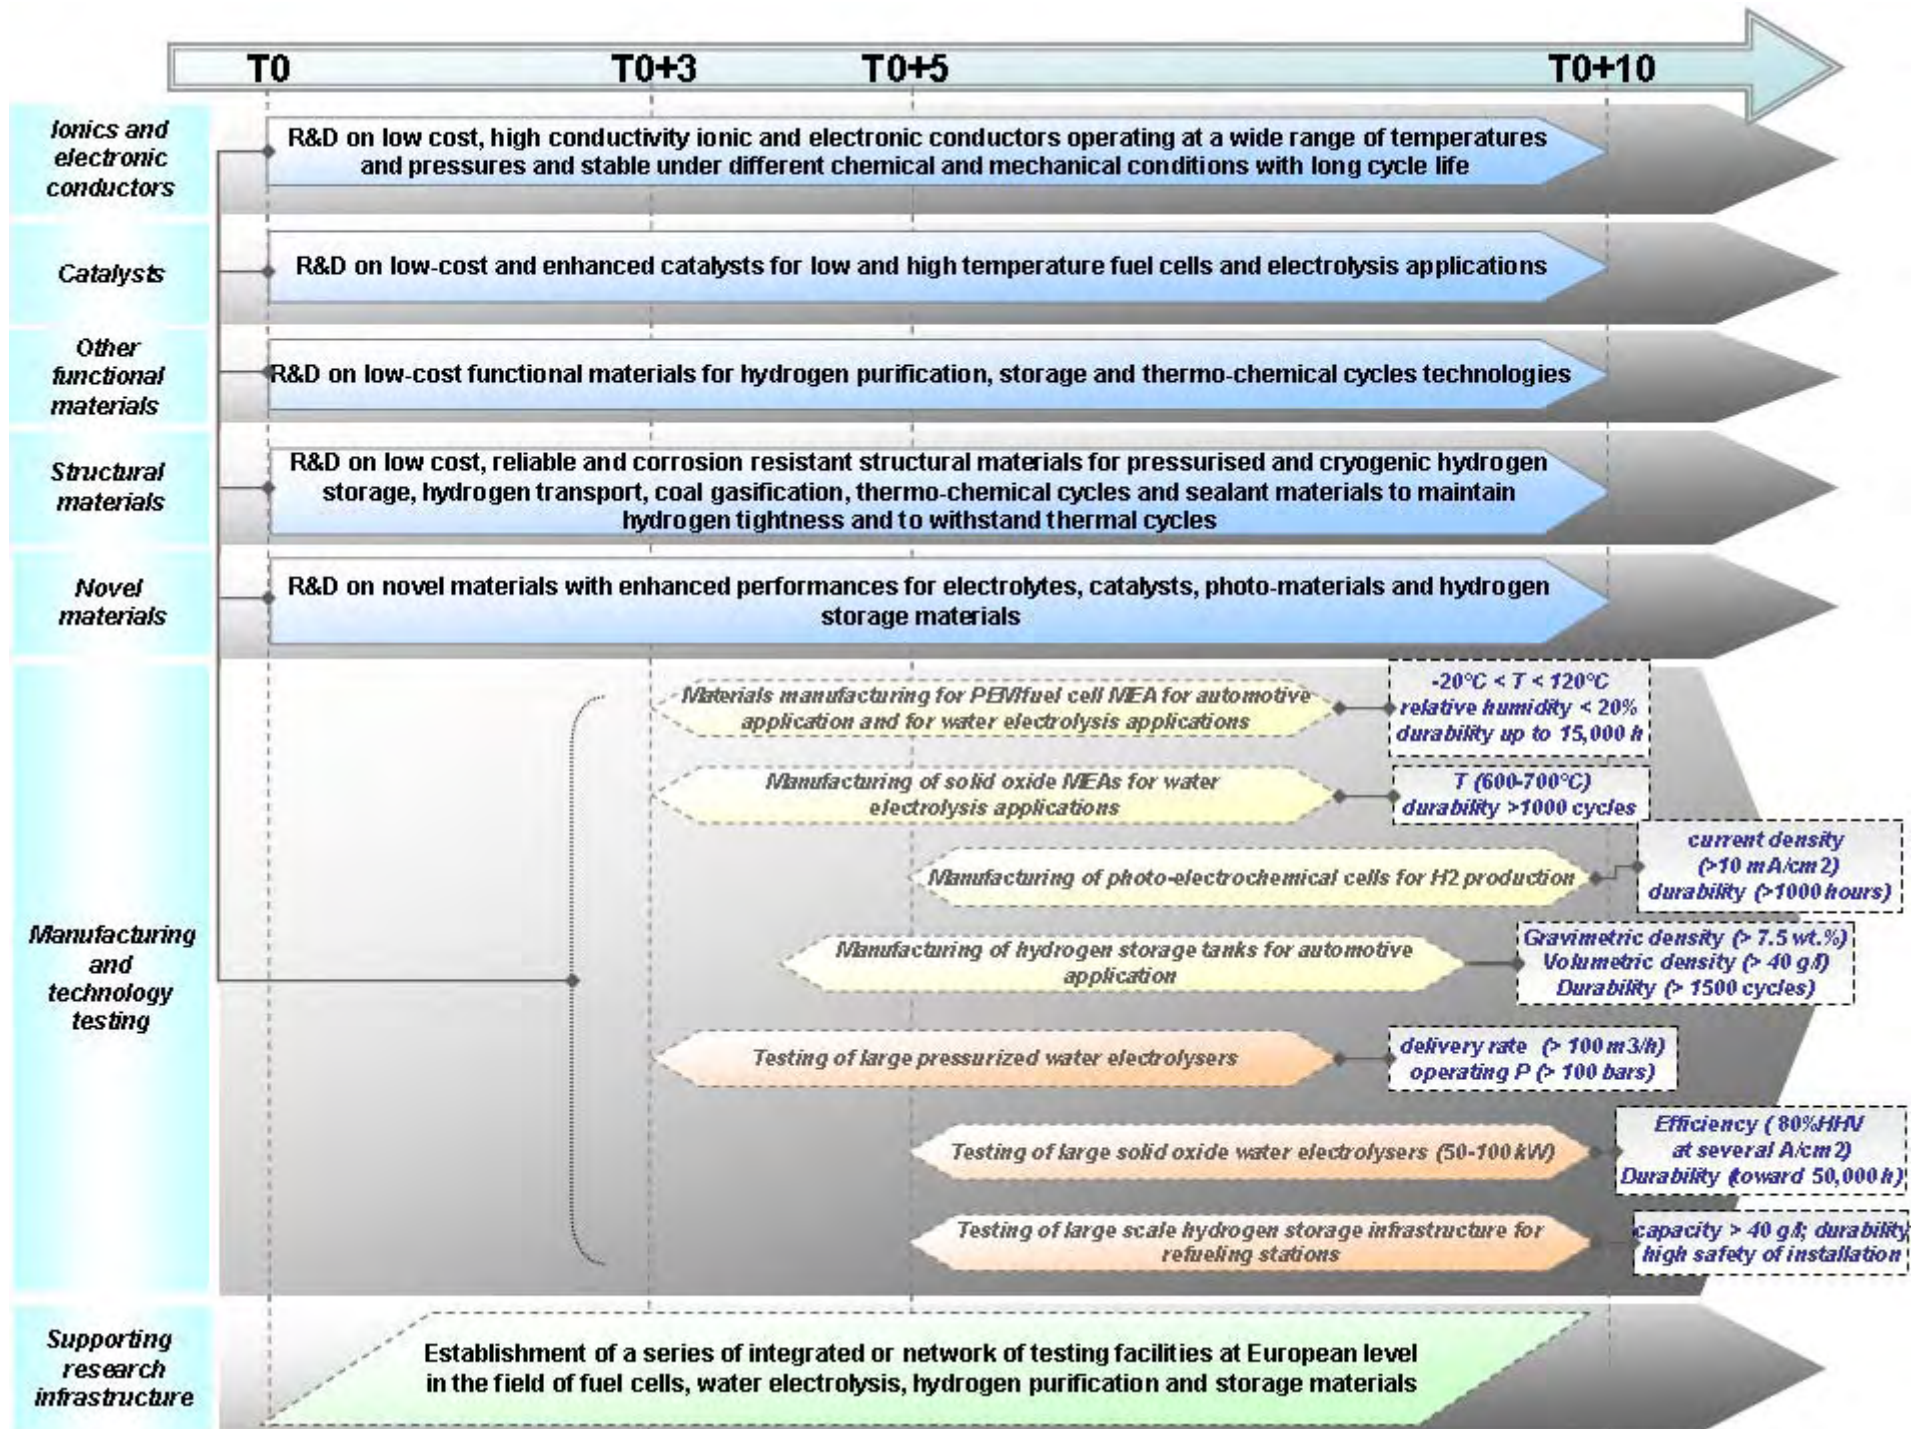 T0 T0+3 T0+5 T0+10
Ionics and
electronic
conductors
R&D on low cost, high conductivity ionic and electronic conductors operating at a wide range of temperatures
and pressures and stable under different chemical and mechanical conditions with long cycle life
Catalysts
R&D on low-cost and enhanced catalysts for low and high temperature fuel cells and electrolysis applications
Other
functional
materials
R&D on low-cost functional materials for hydrogen purification, storage and thermo-chemical cycles technologies
Structural
materials
R&D on low cost, reliable and corrosion resistant structural materials for pressurised and cryogenic hydrogen
storage, hydrogen transport, coal gasification, thermo-chemical cycles and sealant materials to maintain
hydrogen tightness and to withstand thermal cycles
Novel
materials
R&D on novel materials with enhanced performances for electrolytes, catalysts, photo-materials and hydrogen
storage materials
Manufacturing
and
technology
testing
Materials manufacturing for PEM fuel cell MEA for automotive
application and for water electrolysis applications
-20°C < T < 120°C
relative humidity < 20%
durability up to 15,000 h
Manufacturing of solid oxide MEAs for water
electrolysis applications
T (600-700°C)
durability >1000 cycles
Manufacturing of photo-electrochemical cells for H2 production
current density
(>10 mA/cm2)
durability (>1000 hours)
Manufacturing of hydrogen storage tanks for automotive
application
Gravimetric density (> 7.5 wt.%)
Volumetric density (> 40 g/l)
Durability (> 1500 cycles)
Testing of large pressurized water electrolysers
delivery rate (> 100 m3/h)
operating P (> 100 bars)
Testing of large solid oxide water electrolysers (50-100 kW)
Efficiency ( 80%HHV
at several A/cm2)
Durability (toward 50,000 h)
Testing of large scale hydrogen storage infrastructure for
refueling stations
capacity > 40 g/l; durability
high safety of installation
Supporting
research
infrastructure
Establishment of a series of integrated or network of testing facilities at European level
in the field of fuel cells, water electrolysis, hydrogen purification and storage materials